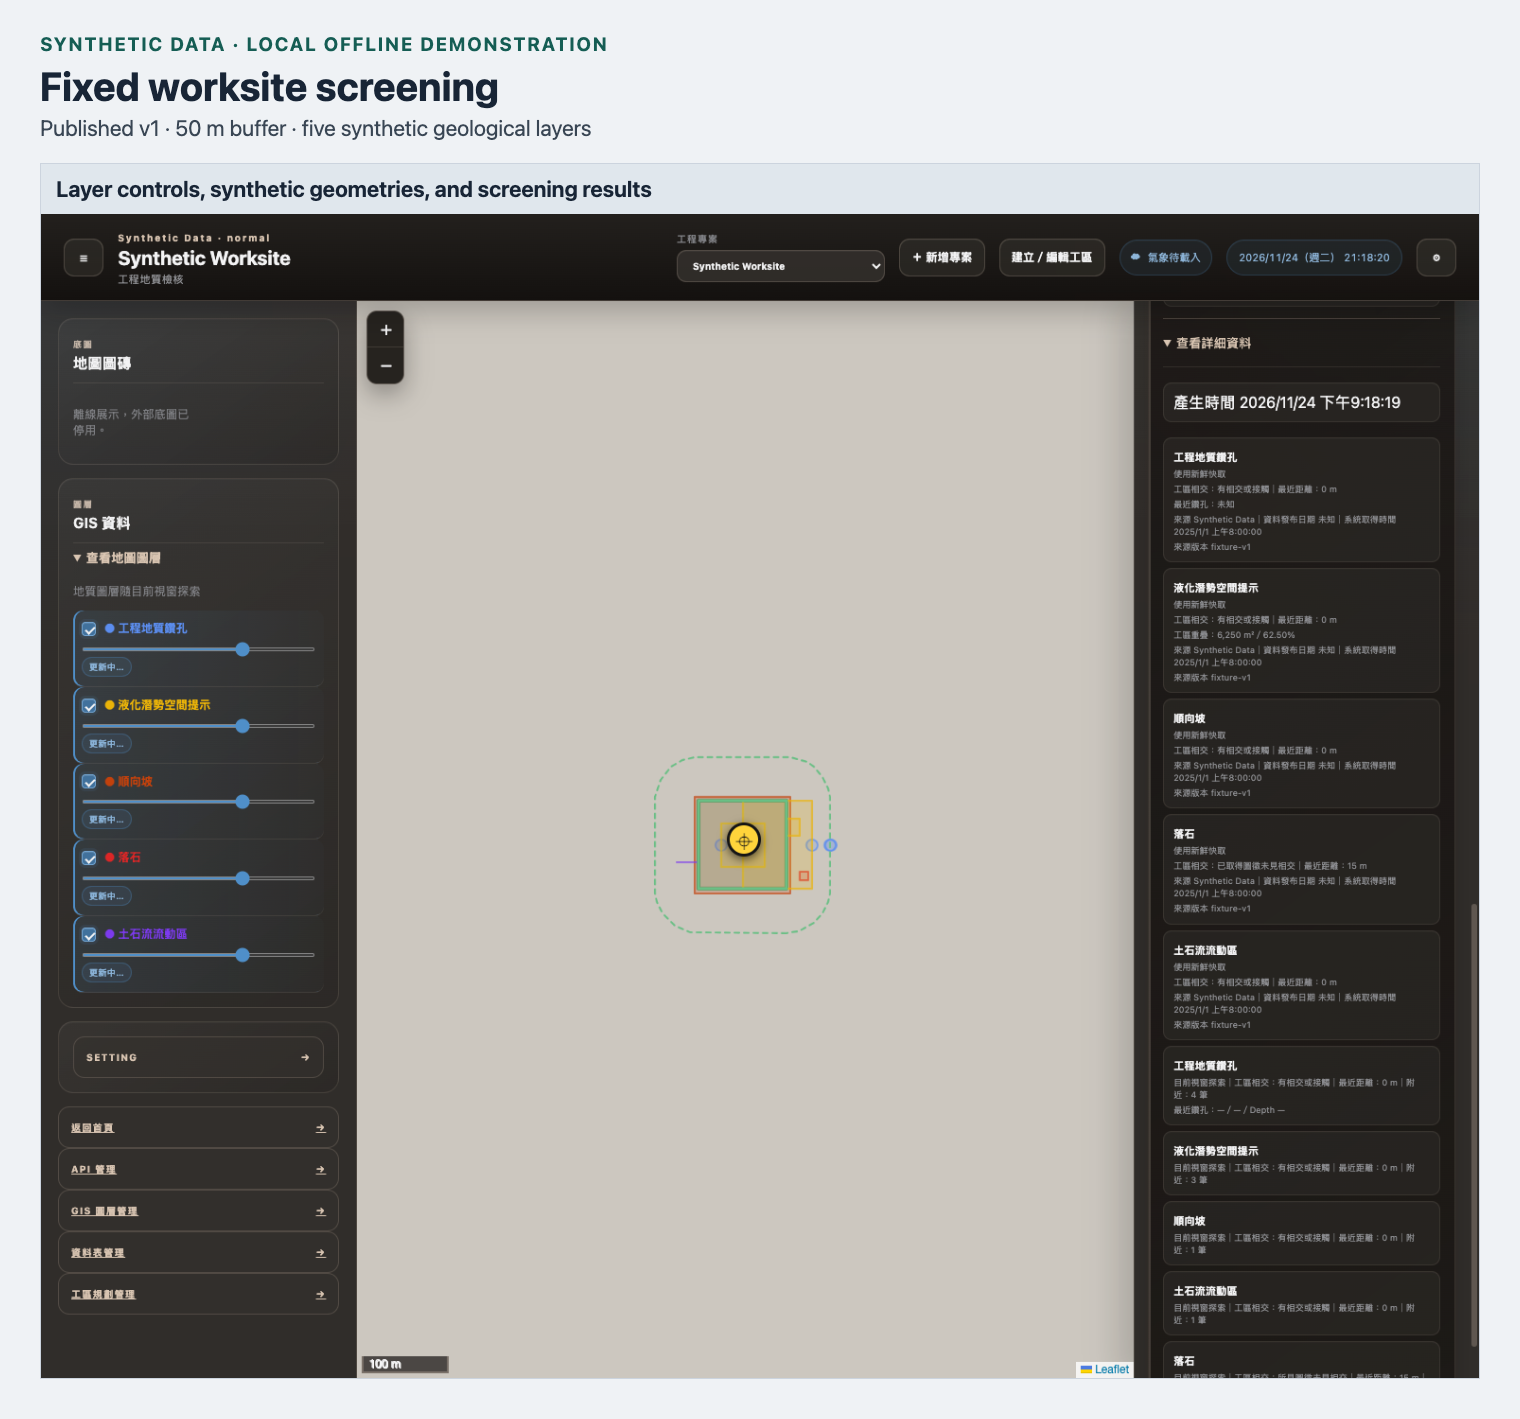 SYNTHETIC DATA · LOCAL OFFLINE DEMONSTRATION
Fixed worksite screening
Published v1 · 50 m buffer · five synthetic geological layers
Layer controls, synthetic geometries, and screening results
Synthetic Data · normal
Synthetic Worksite
工程地質檢核
工程專案
Synthetic Worksite
+ 新增專案
建立 / 編輯工區
氣象待載入
2026/11/24（週二） 21:18:20
底圖
地圖圖磚
離線展示，外部底圖已
停用。
圖層
GIS 資料
▼ 查看地圖圖層
地質圖層隨目前視窗探索
工程地質鑽孔
更新中...
液化潛勢空間提示
更新中...
順向坡
更新中...
落石
更新中...
土石流流動區
更新中...
SETTING →
返回首頁 →
API 管理 →
GIS 圖層管理 →
資料表管理 →
工區規劃管理 →
+
−
100 m
Leaflet
▼ 查看詳細資料
產生時間 2026/11/24 下午9:18:19
工程地質鑽孔
使用新鮮快取
工區相交：有相交或接觸｜最近距離：0 m
最近鑽孔：未知
來源 Synthetic Data｜資料發布日期 未知｜系統取得時間
2025/1/1 上午8:00:00
來源版本 fixture-v1
液化潛勢空間提示
使用新鮮快取
工區相交：有相交或接觸｜最近距離：0 m
工區重疊：6,250 m² / 62.50%
來源 Synthetic Data｜資料發布日期 未知｜系統取得時間
2025/1/1 上午8:00:00
來源版本 fixture-v1
順向坡
使用新鮮快取
工區相交：有相交或接觸｜最近距離：0 m
來源 Synthetic Data｜資料發布日期 未知｜系統取得時間
2025/1/1 上午8:00:00
來源版本 fixture-v1
落石
使用新鮮快取
工區相交：已取得圖徵未見相交｜最近距離：15 m
來源 Synthetic Data｜資料發布日期 未知｜系統取得時間
2025/1/1 上午8:00:00
來源版本 fixture-v1
土石流流動區
使用新鮮快取
工區相交：有相交或接觸｜最近距離：0 m
來源 Synthetic Data｜資料發布日期 未知｜系統取得時間
2025/1/1 上午8:00:00
來源版本 fixture-v1
工程地質鑽孔
目前視窗探索｜工區相交：有相交或接觸｜最近距離：0 m｜附
近：4 筆
最近鑽孔：— / — / Depth —
液化潛勢空間提示
目前視窗探索｜工區相交：有相交或接觸｜最近距離：0 m｜附
近：3 筆
順向坡
目前視窗探索｜工區相交：有相交或接觸｜最近距離：0 m｜附
近：1 筆
土石流流動區
目前視窗探索｜工區相交：有相交或接觸｜最近距離：0 m｜附
近：1 筆
落石